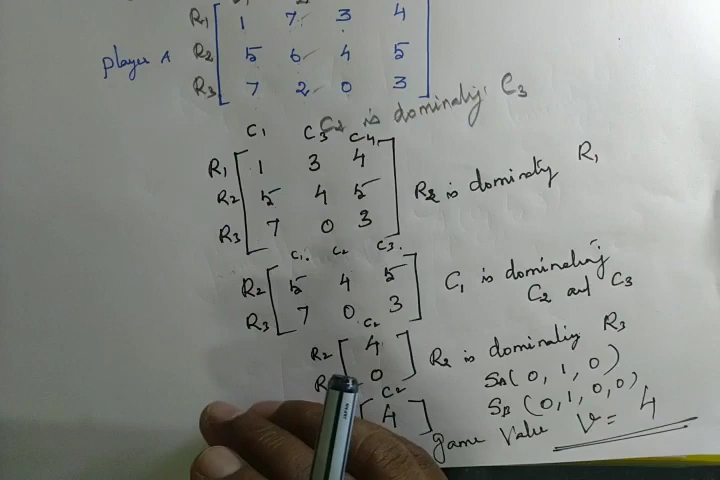 R1 1 7 3 4
player A R2 5 6 4 5
R3 7 2 0 3
C2 is dominatiy C3
C1 C3 C4
R1 1 3 4
R2 5 4 5 R2 is dominatiy R1
R3 7 0 3
C1 C2 C3
R2 5 4 5 C1 is dominating
R3 7 0 3 C2 and C3
C2
R2 4 R2 is dominatiy R3
R 0 SA (0, 1, 0)
C2 SB (0, 1, 0, 0)
4 game Value V = 4